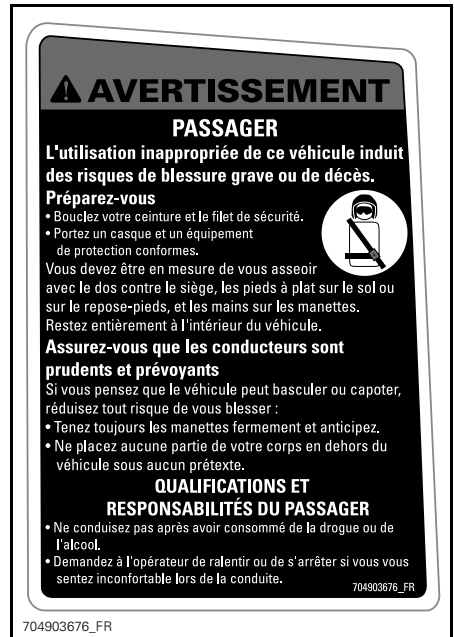 AVERTISSEMENT
PASSAGER
L'utilisation inappropriée de ce véhicule induit
des risques de blessure grave ou de décès.
Préparez-vous
• Bouclez votre ceinture et le filet de sécurité.
• Portez un casque et un équipement
de protection conformes.
Vous devez être en mesure de vous asseoir
avec le dos contre le siège, les pieds à plat sur le sol ou
sur le repose-pieds, et les mains sur les manettes.
Restez entièrement à l'intérieur du véhicule.
Assurez-vous que les conducteurs sont
prudents et prévoyants
Si vous pensez que le véhicule peut basculer ou capoter,
réduisez tout risque de vous blesser :
• Tenez toujours les manettes fermement et anticipez.
• Ne placez aucune partie de votre corps en dehors du
véhicule sous aucun prétexte.
QUALIFICATIONS ET
RESPONSABILITÉS DU PASSAGER
• Ne conduisez pas après avoir consommé de la drogue ou de
l'alcool.
• Demandez à l'opérateur de ralentir ou de s'arrêter si vous vous
sentez inconfortable lors de la conduite.
704903676_FR
704903676_FR